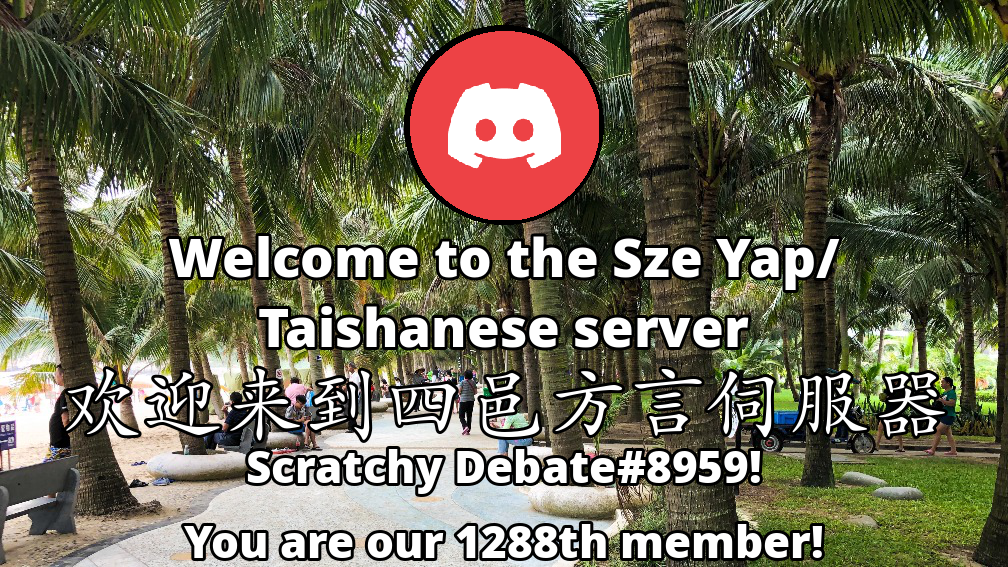 Welcome to the Sze Yap/
Taishanese server
欢迎来到四邑方言伺服器
Scratchy Debate#8959!
You are our 1288th member!